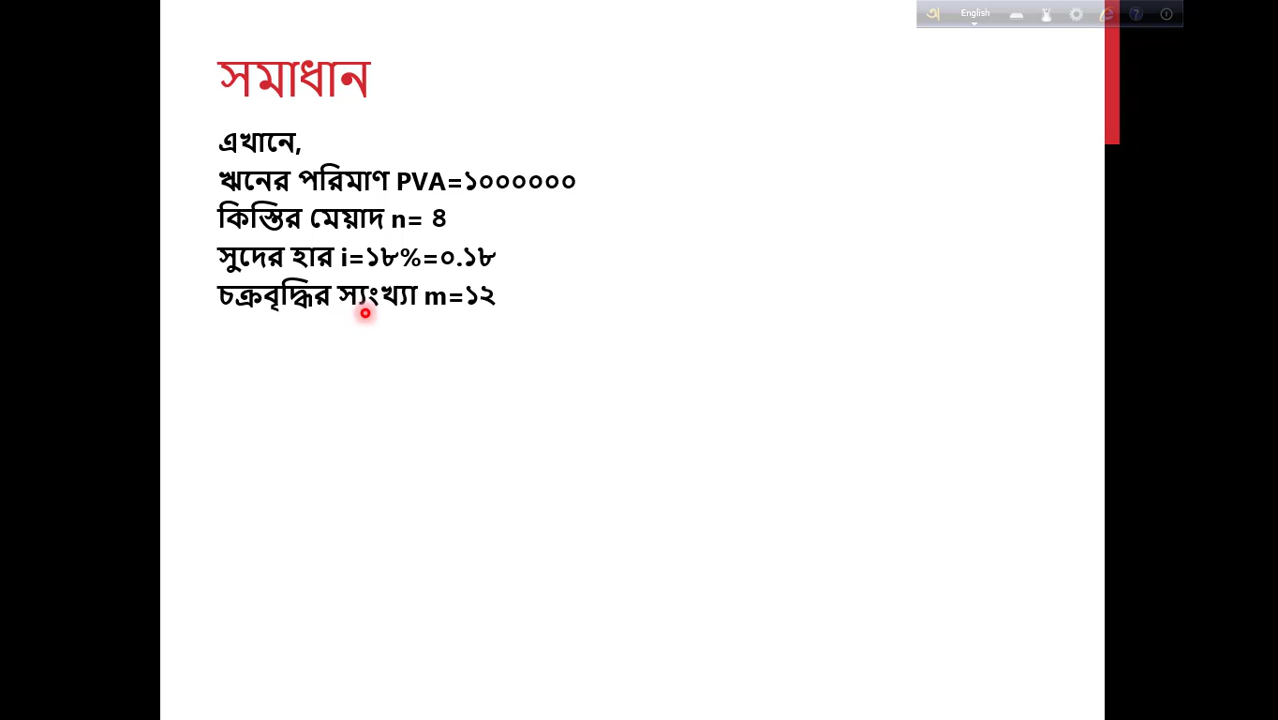 English
সমাধান
এখানে,
ঋনের পরিমাণ PVA=১০০০০০০
কিস্তির মেয়াদ n= ৪
সুদের হার i=১৮%=০.১৮
চক্রবৃদ্ধির স্যংখ্যা m=১২